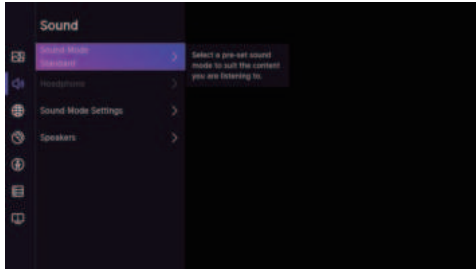 Sound
Sound Mode
Standard
Select a pre-set sound
mode to suit the content
you are listening to.
Headphone
Sound Mode Settings
Speakers